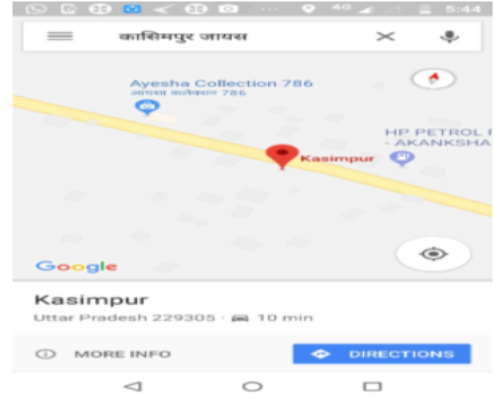 4G 5:44
कासिमपुर जायस
Ayesha Collection 786
आयशा कलेक्शन 786
HP PETROL
- AKANKSHA
Kasimpur
Google
Kasimpur
Uttar Pradesh 229305 · 10 min
MORE INFO
DIRECTIONS